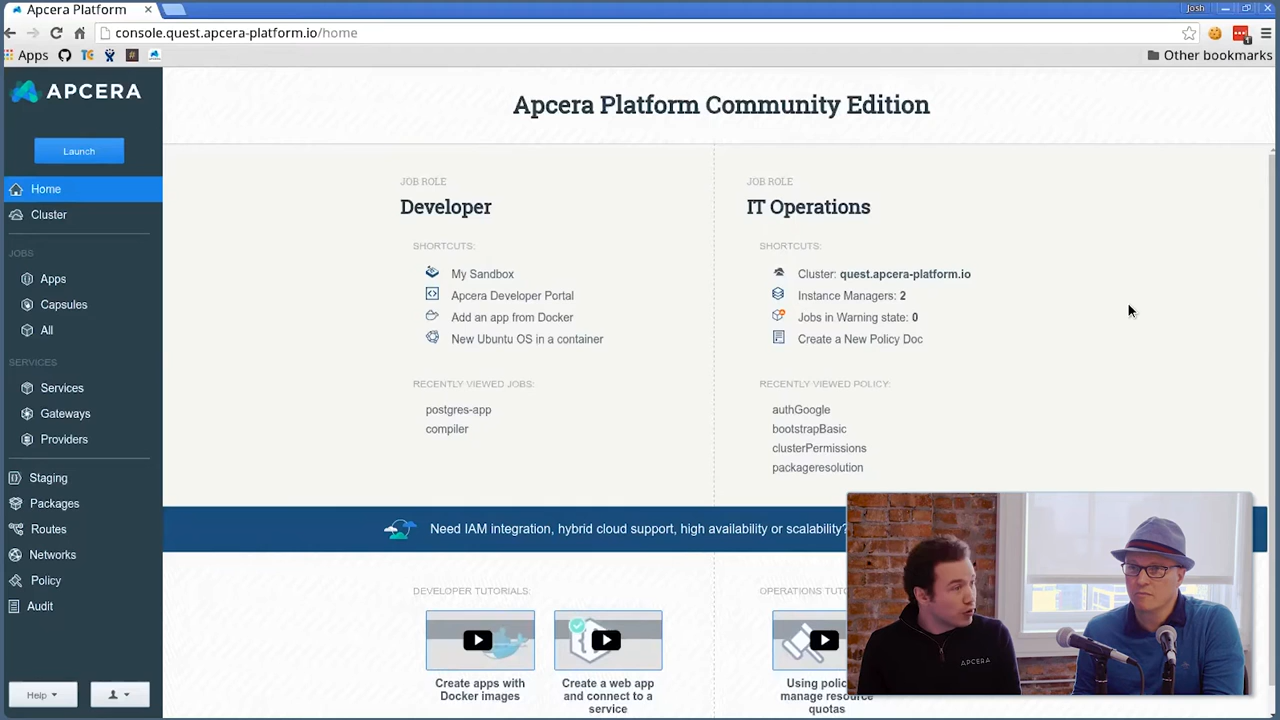 Apcera Platform
Josh
console.quest.apcera-platform.io/home
Apps
Other bookmarks
APCERA
Launch
Home
Cluster
JOBS
Apps
Capsules
All
SERVICES
Services
Gateways
Providers
Staging
Packages
Routes
Networks
Policy
Audit
Help
Apcera Platform Community Edition
JOB ROLE
Developer
SHORTCUTS:
My Sandbox
Apcera Developer Portal
Add an app from Docker
New Ubuntu OS in a container
RECENTLY VIEWED JOBS:
postgres-app
compiler
JOB ROLE
IT Operations
SHORTCUTS:
Cluster: quest.apcera-platform.io
Instance Managers: 2
Jobs in Warning state: 0
Create a New Policy Doc
RECENTLY VIEWED POLICY:
authGoogle
bootstrapBasic
clusterPermissions
packageresolution
Need IAM integration, hybrid cloud support, high availability or scalability?
DEVELOPER TUTORIALS:
Create apps with
Docker images
Create a web app
and connect to a
service
OPERATIONS
Using
manage
quotas
APCERA